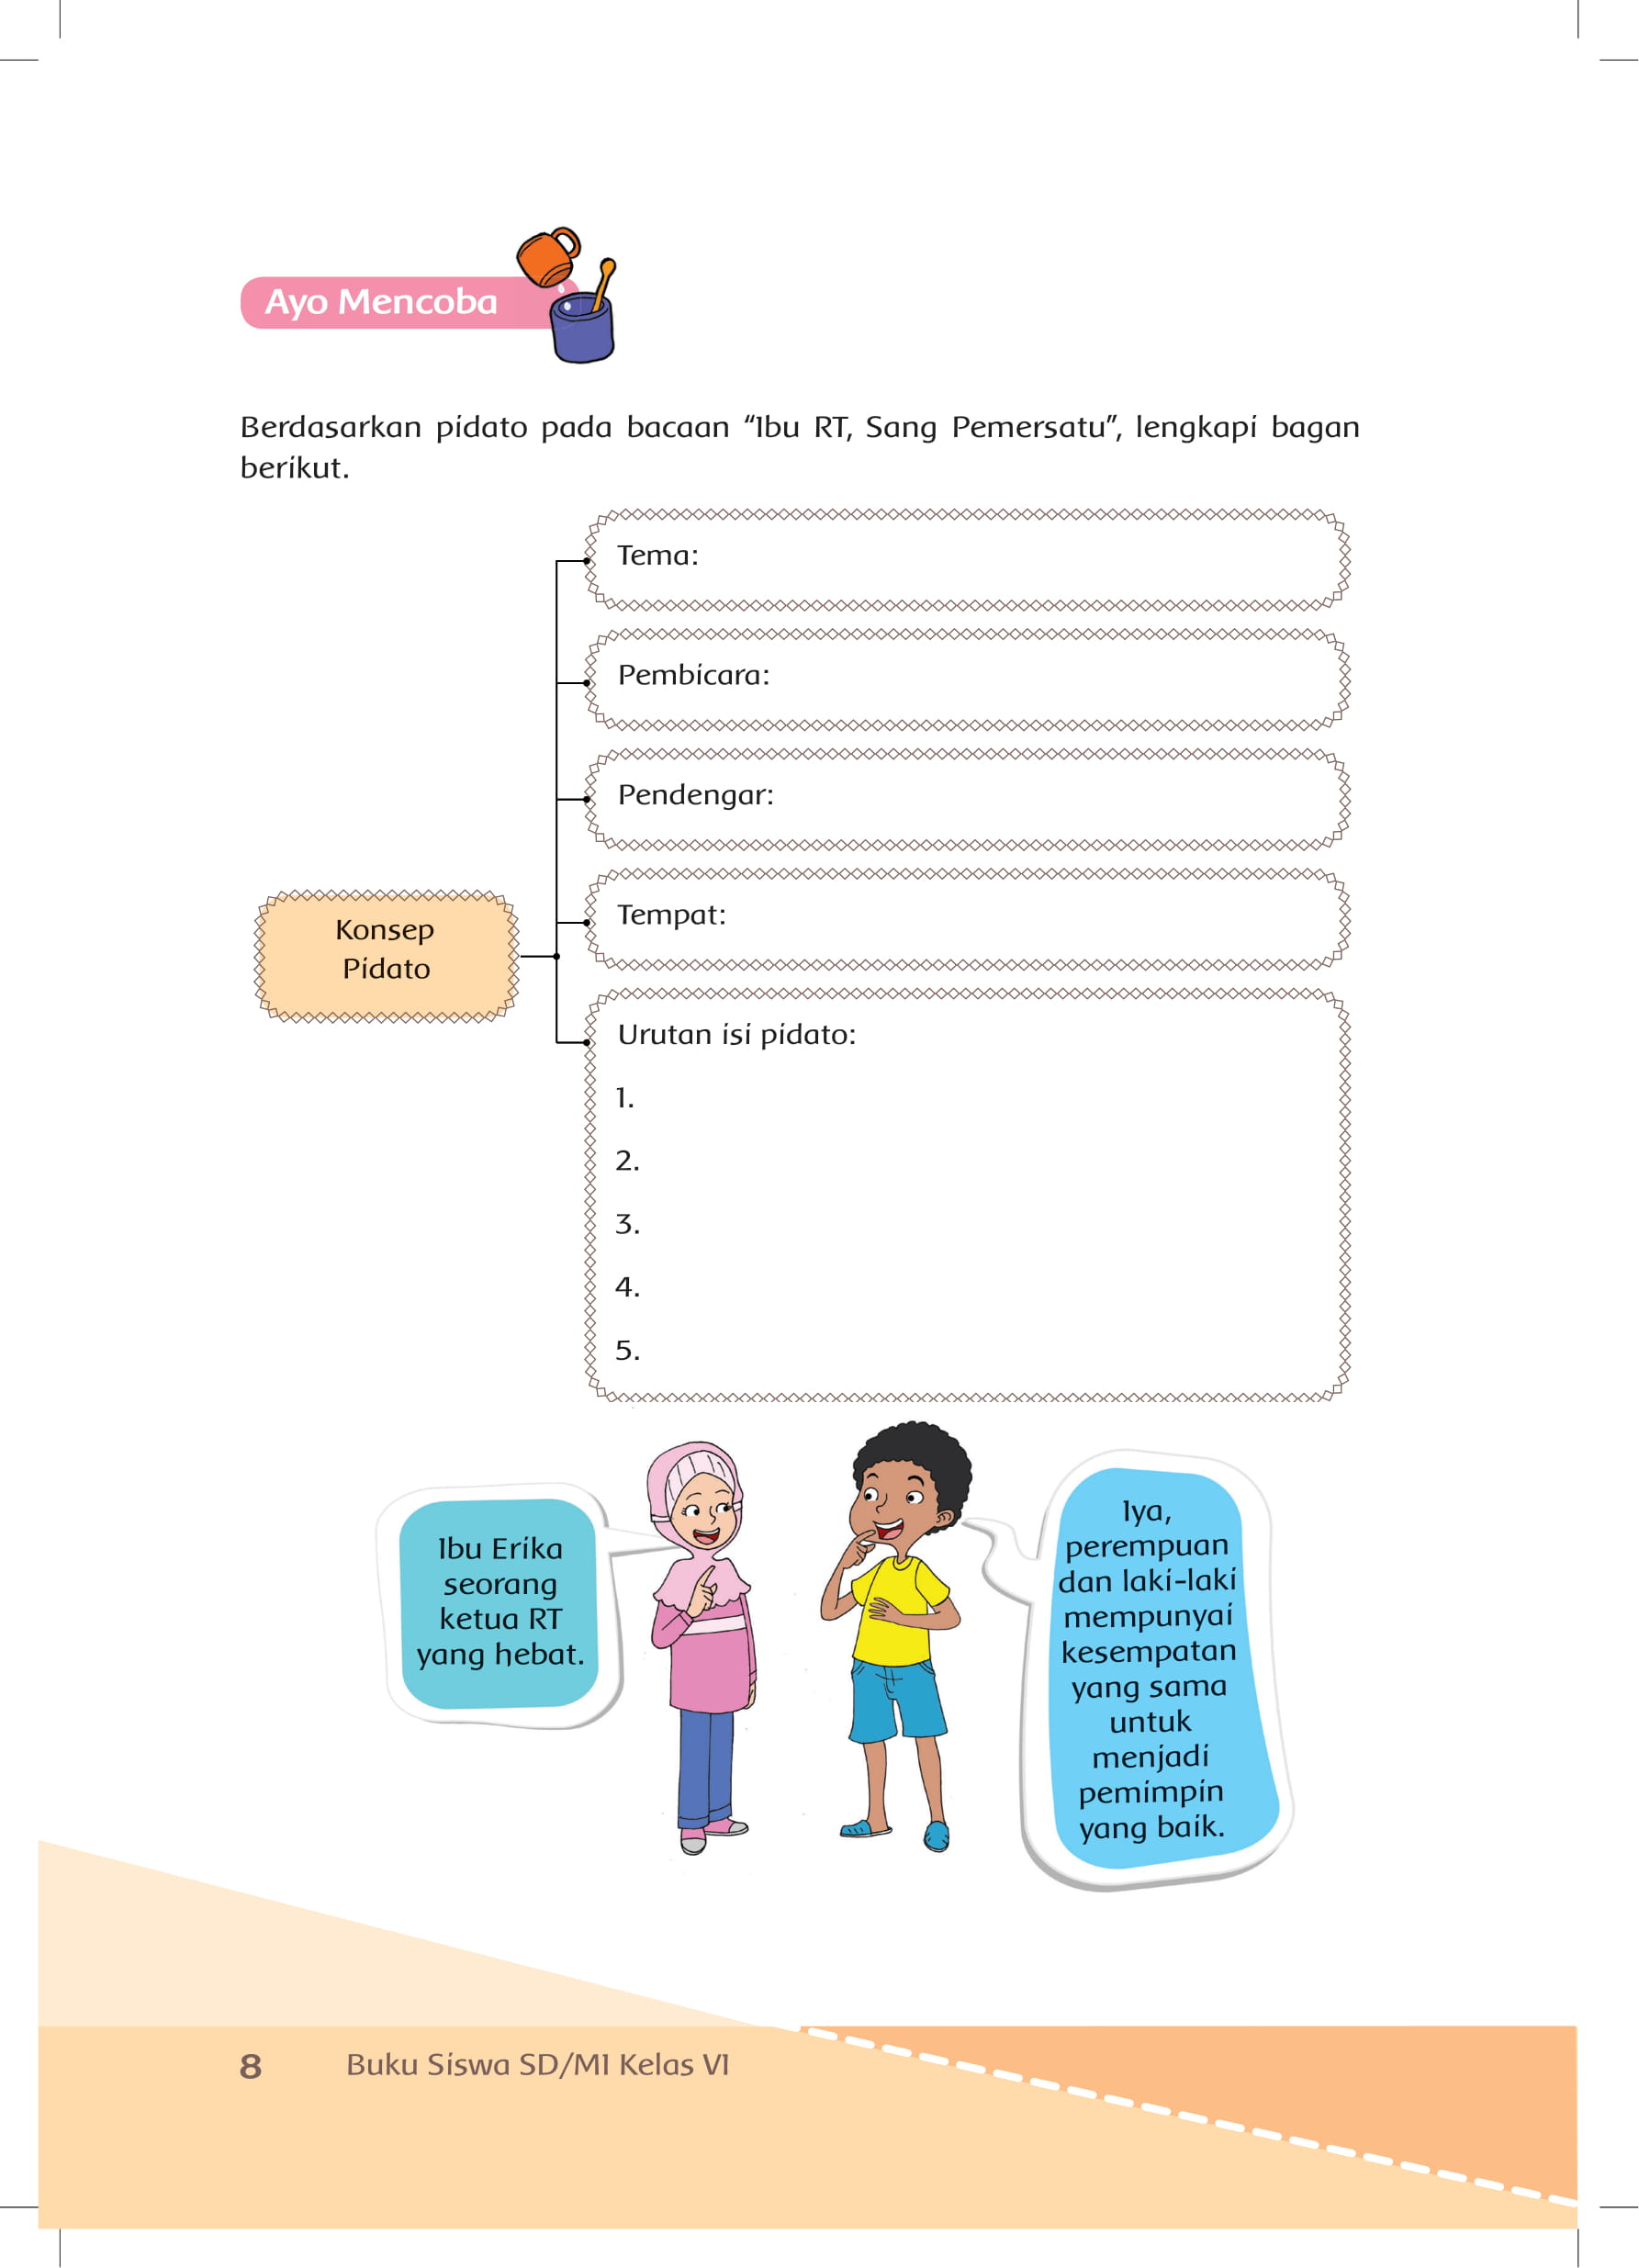 Ayo Mencoba
Berdasarkan pidato pada bacaan “Ibu RT, Sang Pemersatu”, lengkapi bagan
berikut.
Tema:
Pembicara:
Pendengar:
Tempat:
Konsep
Pidato
Urutan isi pidato:
1.
2.
3.
4.
5.
Ibu Erika
seorang
ketua RT
yang hebat.
Iya,
perempuan
dan laki-laki
mempunyai
kesempatan
yang sama
untuk
menjadi
pemimpin
yang baik.
8 Buku Siswa SD/MI Kelas VI